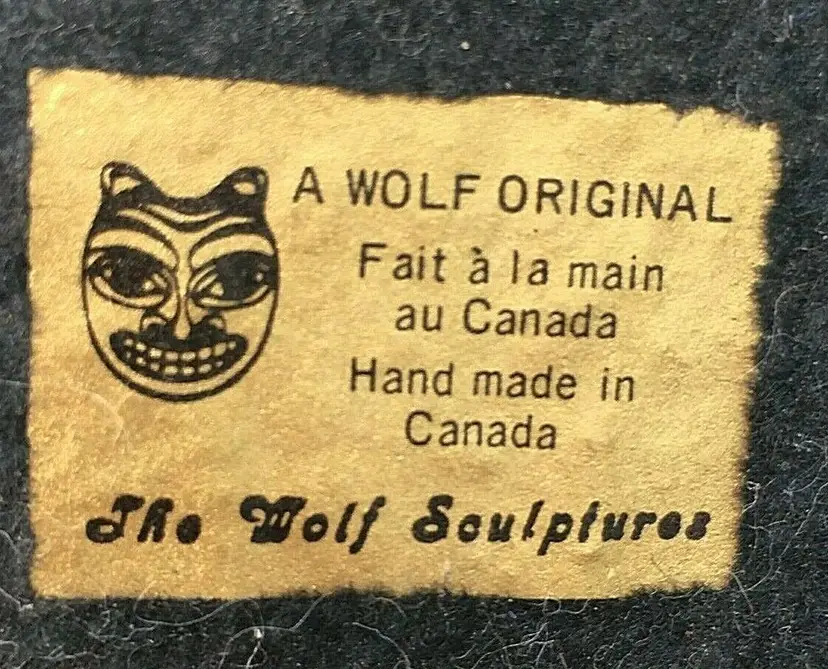 A WOLF ORIGINAL
Fait à la main
au Canada
Hand made in
Canada
The Wolf Sculptures